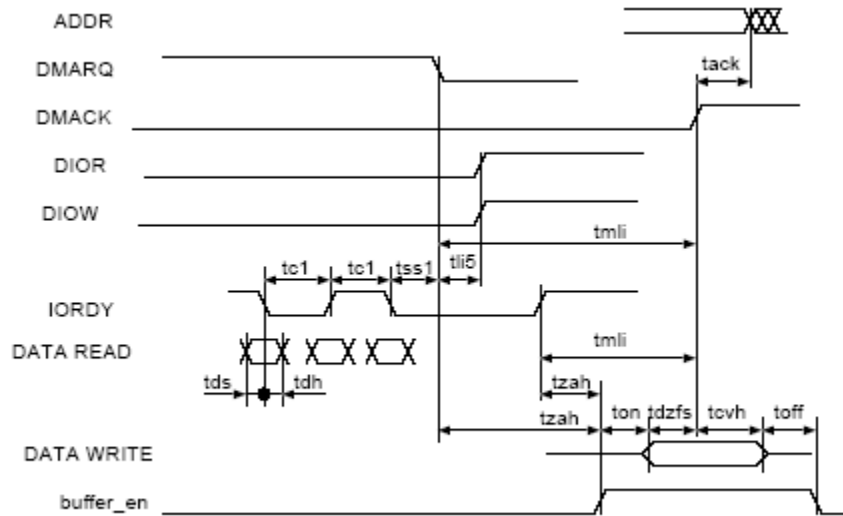 ADDR
DMARQ
tack
DMACK
DIOR
DIOW
tmli
tc1 tc1 tss1 tli5
IORDY
DATA READ
tmli
tds tdh
tzah
tzah ton tdzfs tcvh toff
DATA WRITE
buffer_en